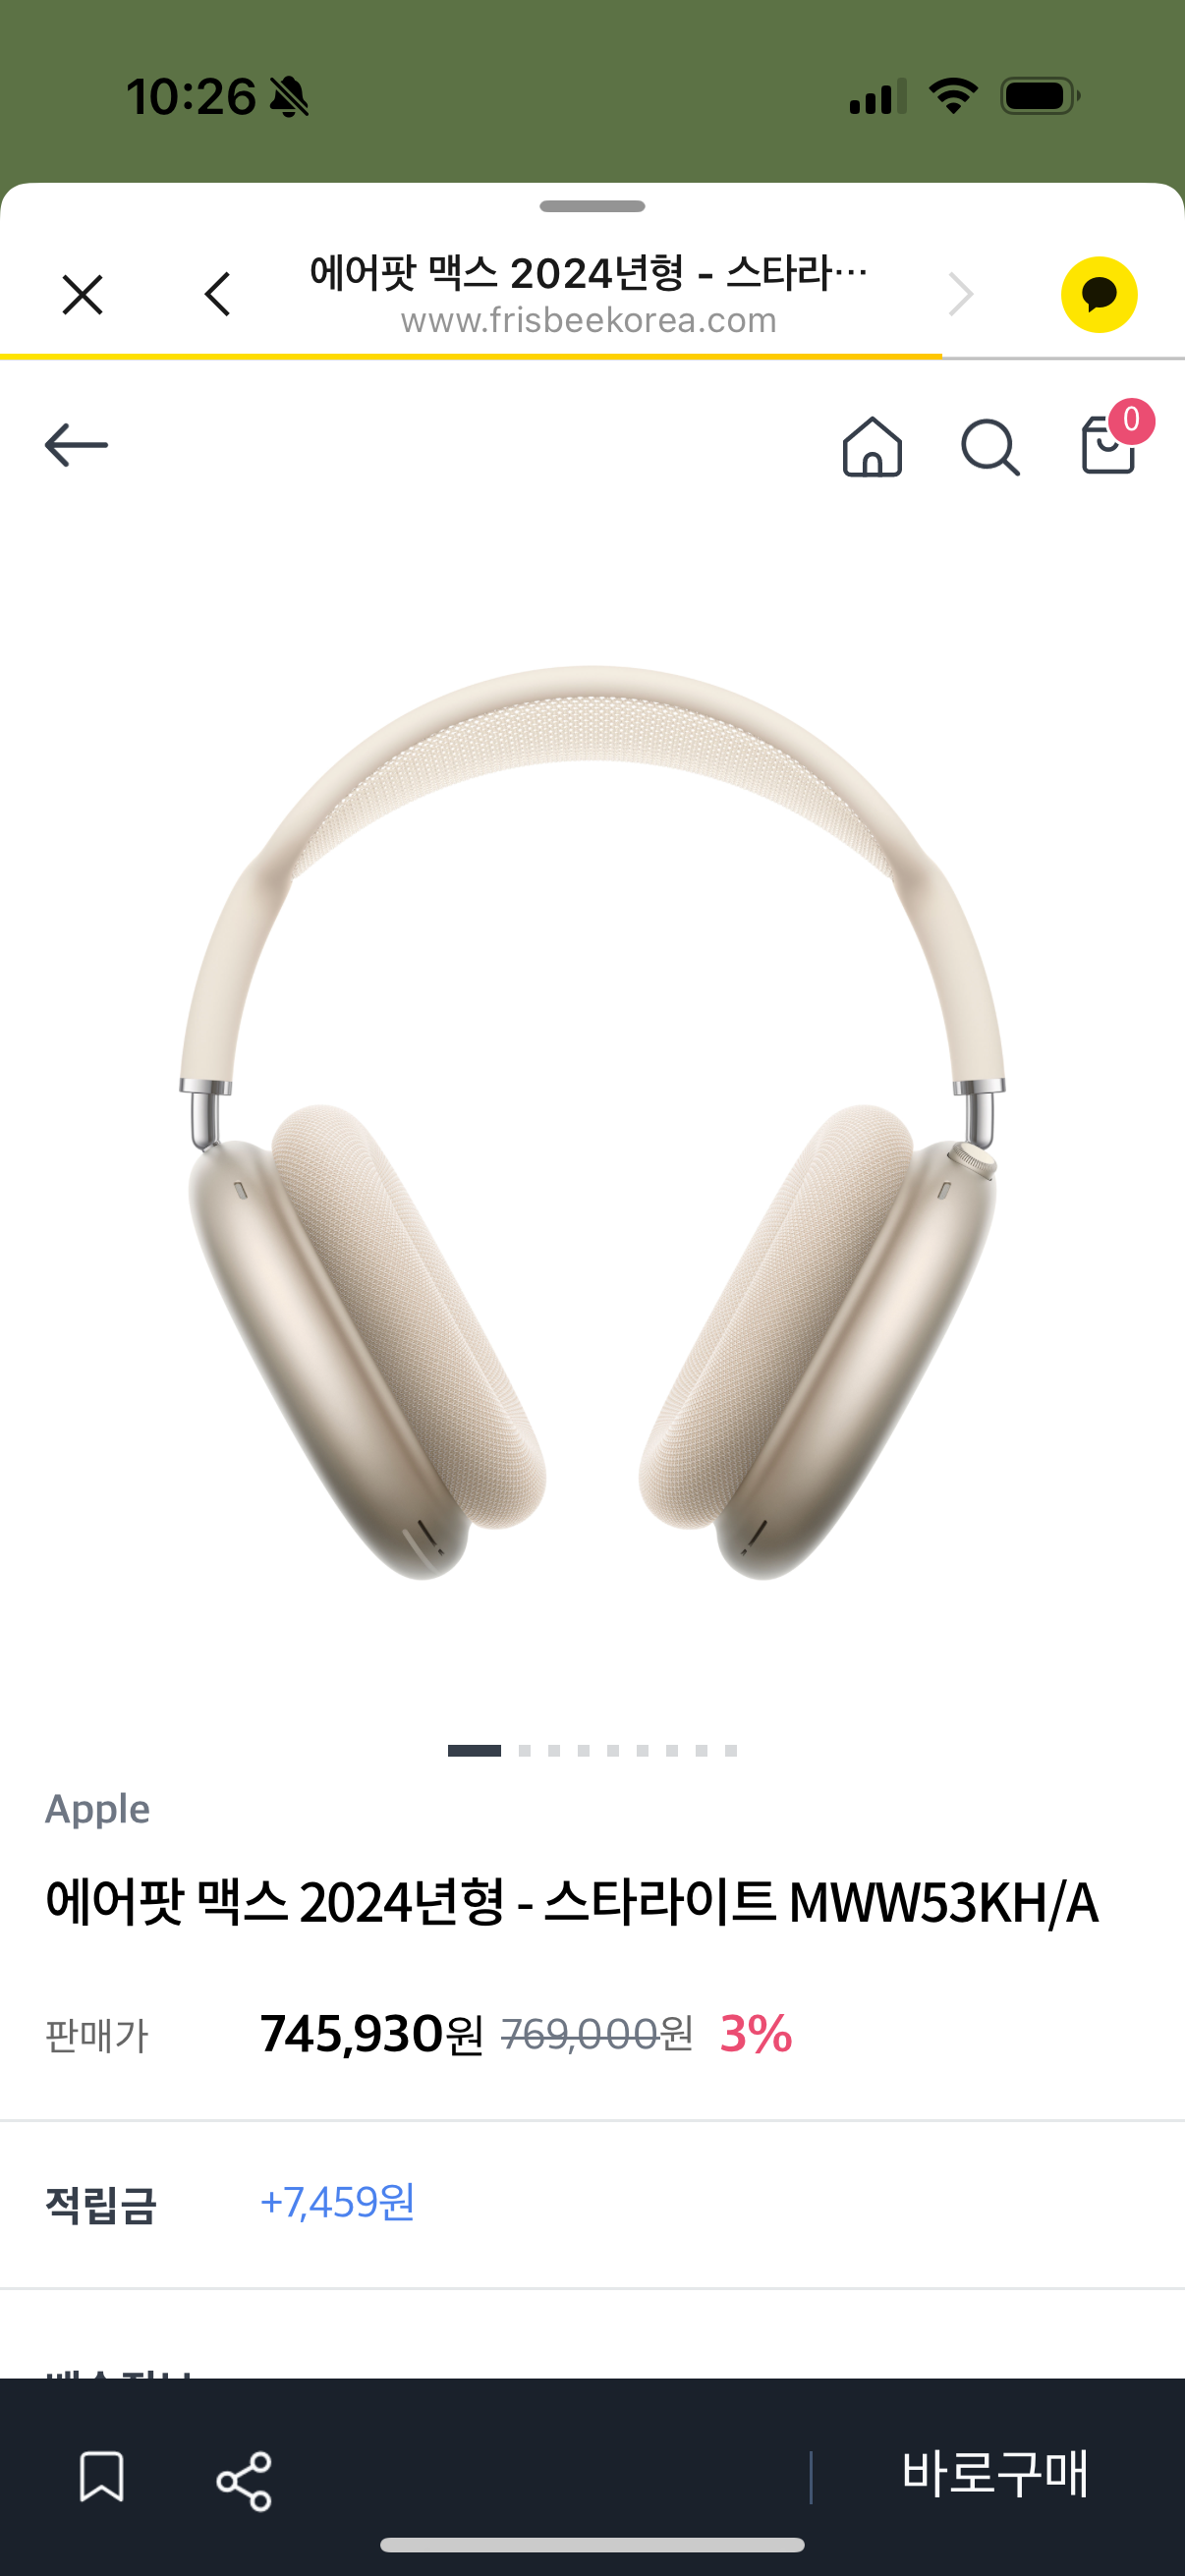 10:26
에어팟 맥스 2024년형 - 스타라…
www.frisbeekorea.com
0
Apple
에어팟 맥스 2024년형 - 스타라이트 MWW53KH/A
판매가 745,930원 769,000원 3%
적립금 +7,459원
바로구매